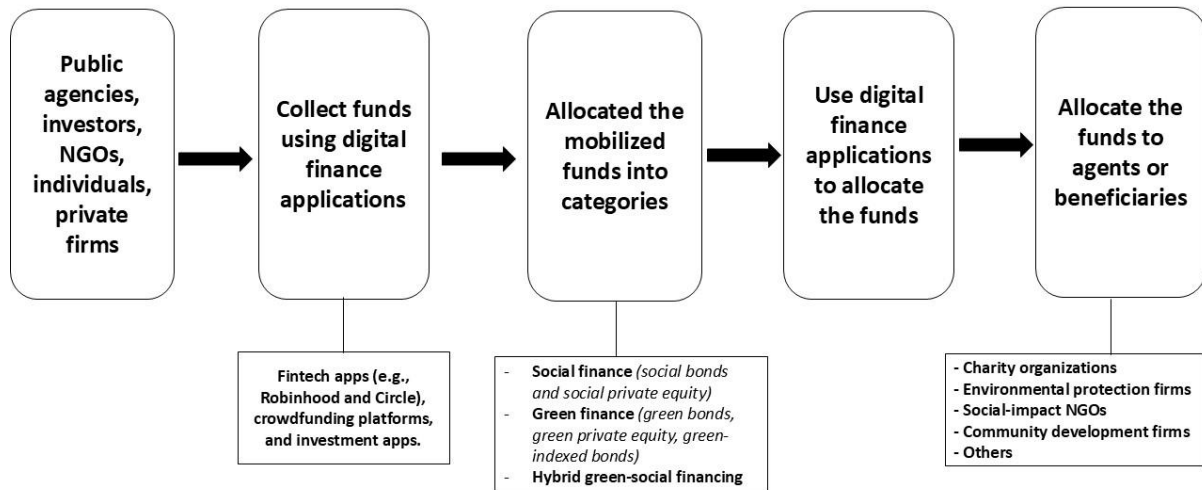 Public
agencies,
investors,
NGOs,
individuals,
private
firms
Collect funds
using digital
finance
applications
Allocated the
mobilized
funds into
categories
Use digital
finance
applications
to allocate
the funds
Allocate the
funds to
agents or
beneficiaries
Fintech apps (e.g.,
Robinhood and Circle),
crowdfunding platforms,
and investment apps.
- Social finance (social bonds
and social private equity)
- Green finance (green bonds,
green private equity, green-
indexed bonds)
- Hybrid green-social financing
- Charity organizations
- Environmental protection firms
- Social-impact NGOs
- Community development firms
- Others